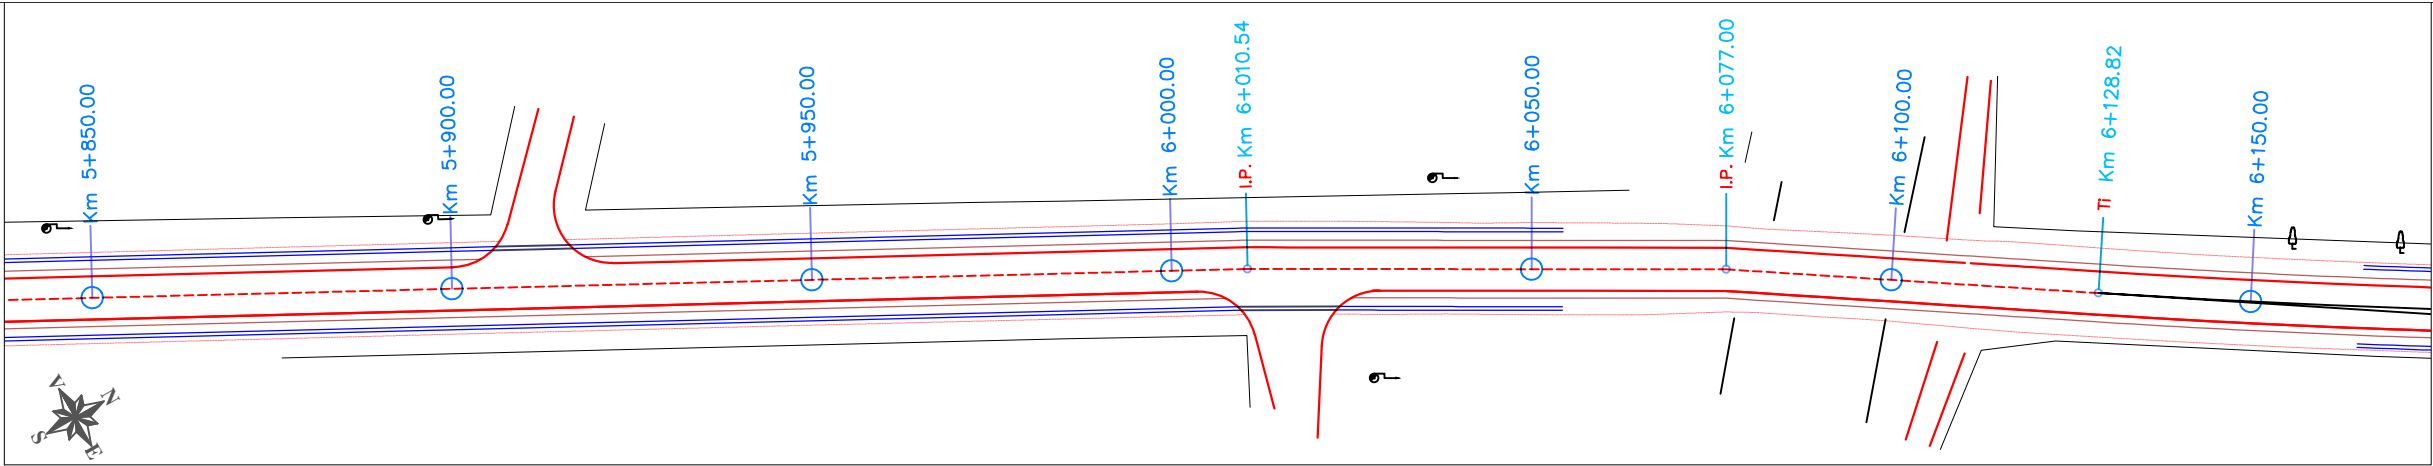 Km 5+850.00
Km 5+900.00
Km 5+950.00
Km 6+000.00
I.P. Km 6+010.54
Km 6+050.00
I.P. Km 6+077.00
Km 6+100.00
Ti Km 6+128.82
Km 6+150.00
V
N
S
E